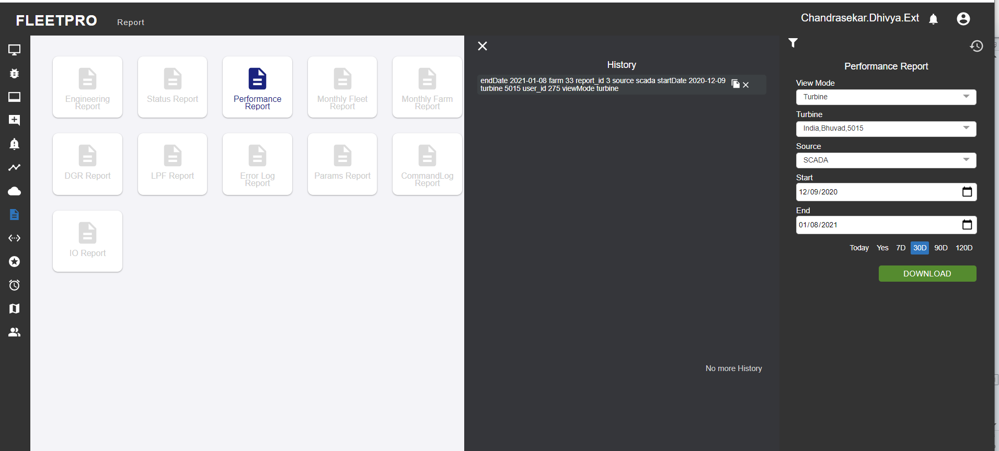 FLEETPRO
Report
Chandrasekar.Dhivya.Ext
Engineering
Report
Status Report
Performance
Report
Monthly Fleet
Report
Monthly Farm
Report
DGR Report
LPF Report
Error Log
Report
Params Report
CommandLog
Report
IO Report
History
endDate 2021-01-08 farm 33 report_id 3 source scada startDate 2020-12-09
turbine 5015 user_id 275 viewMode turbine
No more History
Performance Report
View Mode
Turbine
Turbine
India,Bhuvad,5015
Source
SCADA
Start
12/09/2020
End
01/08/2021
Today Yes 7D 30D 90D 120D
DOWNLOAD